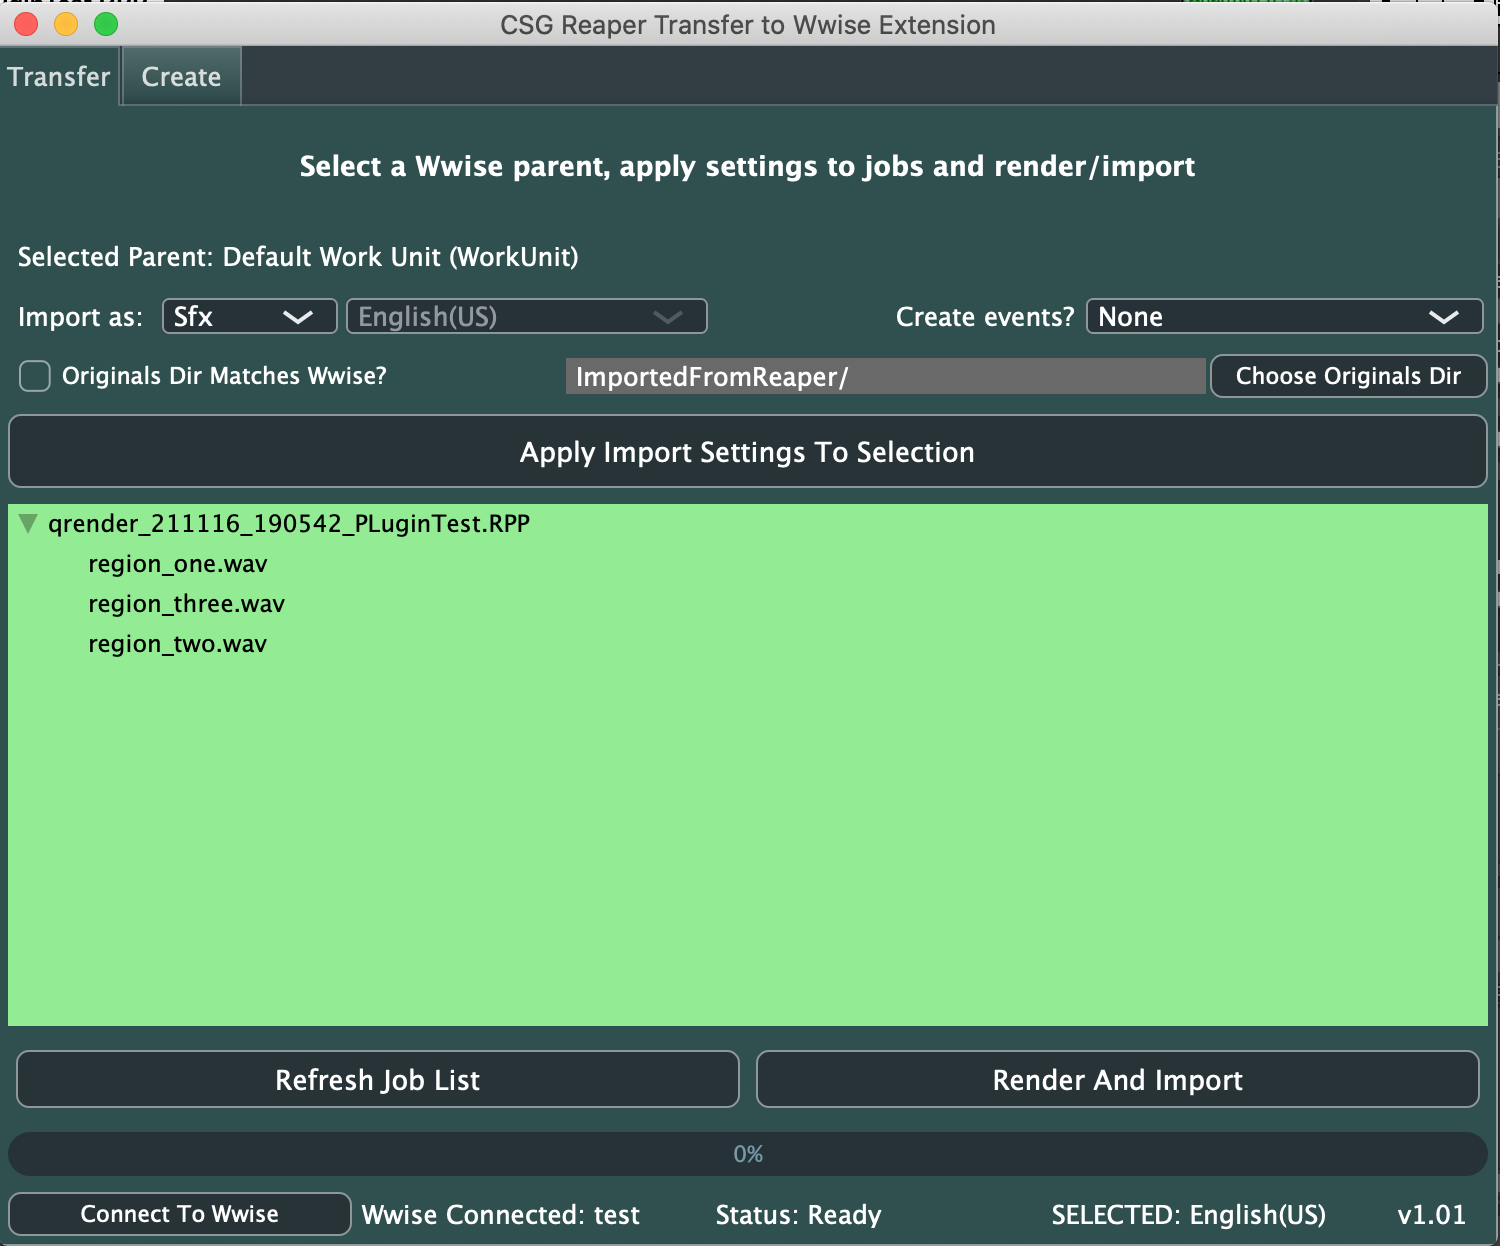 CSG Reaper Transfer to Wwise Extension
Transfer Create
Select a Wwise parent, apply settings to jobs and render/import
Selected Parent: Default Work Unit (WorkUnit)
Import as: Sfx English(US) Create events? None
Originals Dir Matches Wwise? ImportedFromReaper/ Choose Originals Dir
Apply Import Settings To Selection
qrender_211116_190542_PLuginTest.RPP
region_one.wav
region_three.wav
region_two.wav
Refresh Job List Render And Import
0%
Connect To Wwise Wwise Connected: test Status: Ready SELECTED: English(US) v1.01